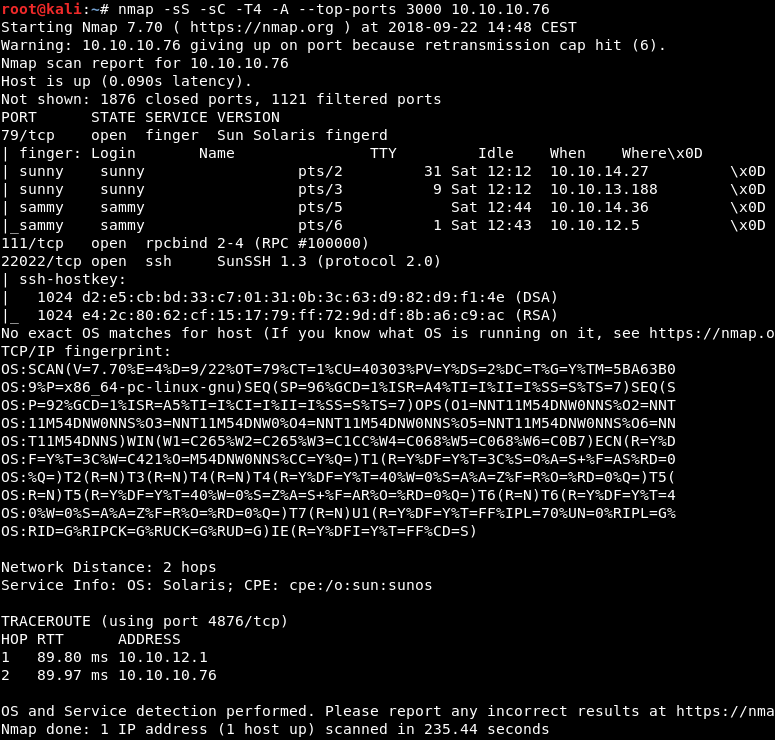 root@kali:~# nmap -sS -sC -T4 -A --top-ports 3000 10.10.10.76
Starting Nmap 7.70 ( https://nmap.org ) at 2018-09-22 14:48 CEST
Warning: 10.10.10.76 giving up on port because retransmission cap hit (6).
Nmap scan report for 10.10.10.76
Host is up (0.090s latency).
Not shown: 1876 closed ports, 1121 filtered ports
PORT      STATE SERVICE VERSION
79/tcp    open  finger  Sun Solaris fingerd
| finger: Login       Name               TTY         Idle    When    Where\x0D
| sunny    sunny                 pts/2         31 Sat 12:12  10.10.14.27         \x0D
| sunny    sunny                 pts/3          9 Sat 12:12  10.10.13.188        \x0D
| sammy    sammy                 pts/5            Sat 12:44  10.10.14.36         \x0D
|_sammy    sammy                 pts/6          1 Sat 12:43  10.10.12.5          \x0D
111/tcp   open  rpcbind 2-4 (RPC #100000)
22022/tcp open  ssh     SunSSH 1.3 (protocol 2.0)
| ssh-hostkey:
|   1024 d2:e5:cb:bd:33:c7:01:31:0b:3c:63:d9:82:d9:f1:4e (DSA)
|_  1024 e4:2c:80:62:cf:15:17:79:ff:72:9d:df:8b:a6:c9:ac (RSA)
No exact OS matches for host (If you know what OS is running on it, see https://nmap.o
TCP/IP fingerprint:
OS:SCAN(V=7.70%E=4%D=9/22%OT=79%CT=1%CU=40303%PV=Y%DS=2%DC=T%G=Y%TM=5BA63B0
OS:9%P=x86_64-pc-linux-gnu)SEQ(SP=96%GCD=1%ISR=A4%TI=I%II=I%SS=S%TS=7)SEQ(S
OS:P=92%GCD=1%ISR=A5%TI=I%CI=I%II=I%SS=S%TS=7)OPS(O1=NNT11M54DNW0NNS%O2=NNT
OS:11M54DNW0NNS%O3=NNT11M54DNW0%O4=NNT11M54DNW0NNS%O5=NNT11M54DNW0NNS%O6=NN
OS:T11M54DNNS)WIN(W1=C265%W2=C265%W3=C1CC%W4=C068%W5=C068%W6=C0B7)ECN(R=Y%D
OS:F=Y%T=3C%W=C421%O=M54DNW0NNS%CC=Y%Q=)T1(R=Y%DF=Y%T=3C%S=O%A=S+%F=AS%RD=0
OS:%Q=)T2(R=N)T3(R=N)T4(R=N)T4(R=Y%DF=Y%T=40%W=0%S=A%A=Z%F=R%O=%RD=0%Q=)T5(
OS:R=N)T5(R=Y%DF=Y%T=40%W=0%S=Z%A=S+%F=AR%O=%RD=0%Q=)T6(R=N)T6(R=Y%DF=Y%T=4
OS:0%W=0%S=A%A=Z%F=R%O=%RD=0%Q=)T7(R=N)U1(R=Y%DF=Y%T=FF%IPL=70%UN=0%RIPL=G%
OS:RID=G%RIPCK=G%RUCK=G%RUD=G)IE(R=Y%DFI=Y%T=FF%CD=S)
Network Distance: 2 hops
Service Info: OS: Solaris; CPE: cpe:/o:sun:sunos
TRACEROUTE (using port 4876/tcp)
HOP RTT      ADDRESS
1   89.80 ms 10.10.12.1
2   89.97 ms 10.10.10.76
OS and Service detection performed. Please report any incorrect results at https://nma
Nmap done: 1 IP address (1 host up) scanned in 235.44 seconds